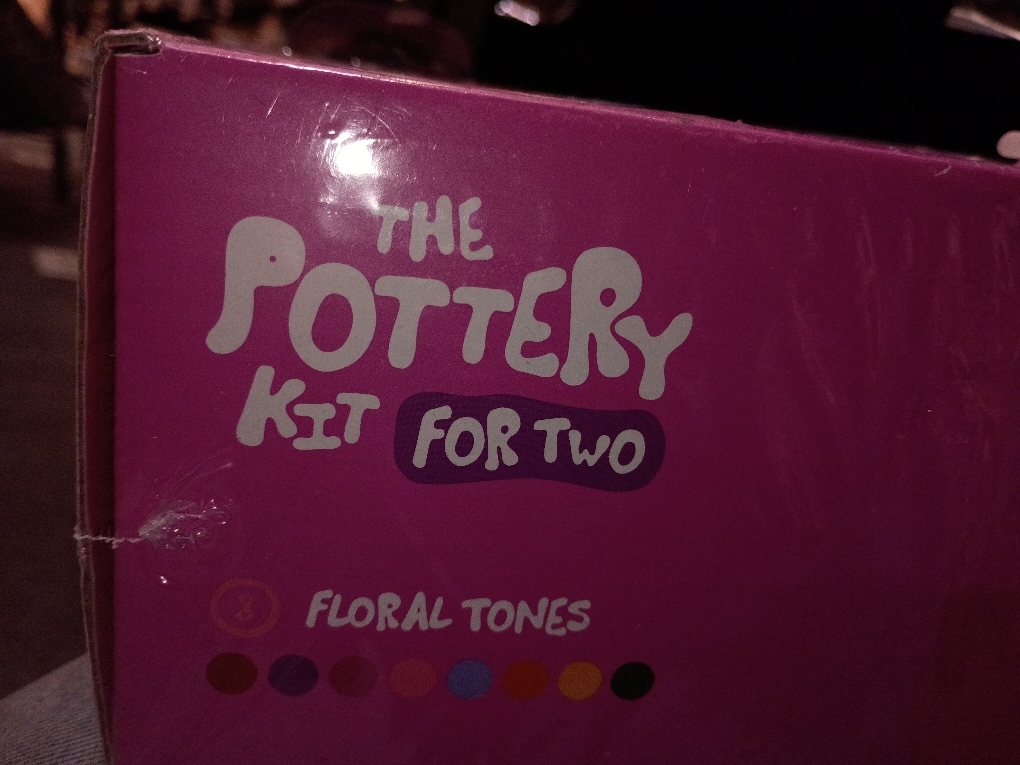 THE
POTTERY
KIT FOR TWO
8 FLORAL TONES